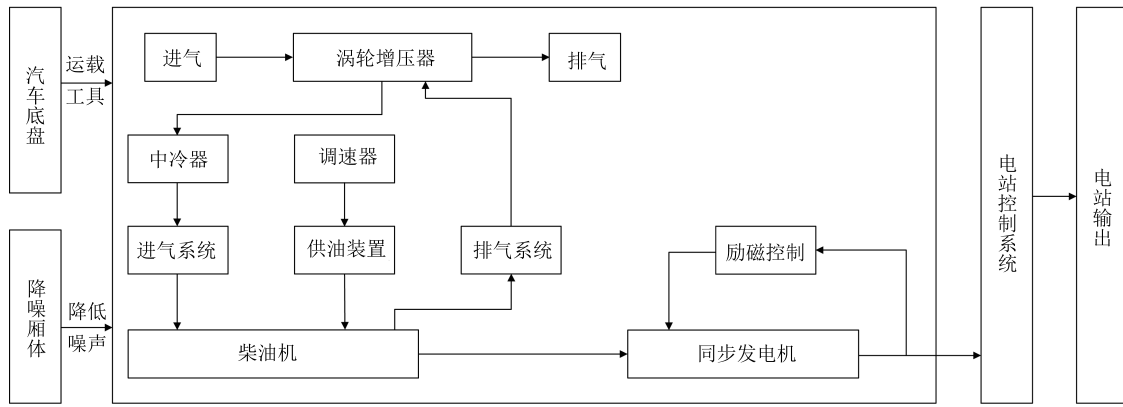 汽车底盘
运载
工具
进气
涡轮增压器
排气
中冷器
调速器
进气系统
供油装置
排气系统
励磁控制
降噪厢体
降低
噪声
柴油机
同步发电机
电站控制系统
电站输出